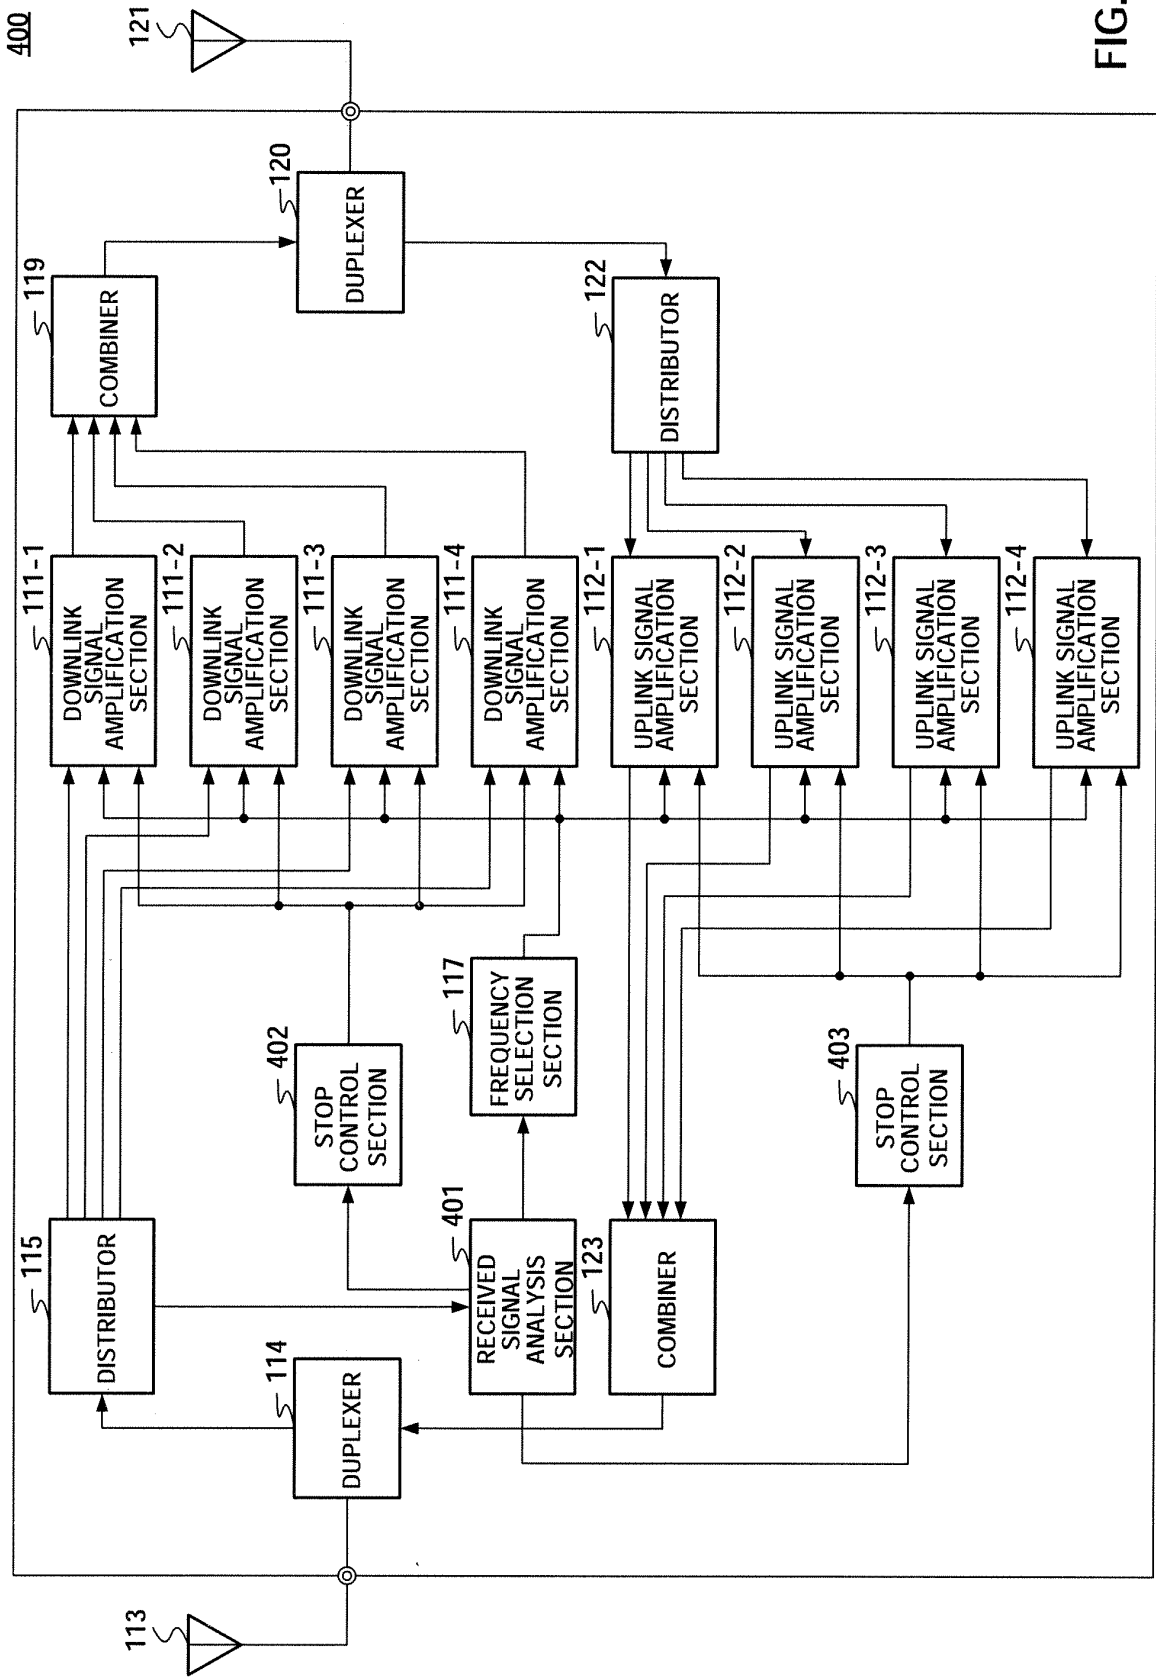 400
113
121
114
DUPLEXER
115
DISTRIBUTOR
401
RECEIVED
SIGNAL
ANALYSIS
SECTION
123
COMBINER
402
STOP
CONTROL
SECTION
117
FREQUENCY
SELECTION
SECTION
403
STOP
CONTROL
SECTION
111-1
DOWNLINK
SIGNAL
AMPLIFICATION
SECTION
111-2
DOWNLINK
SIGNAL
AMPLIFICATION
SECTION
111-3
DOWNLINK
SIGNAL
AMPLIFICATION
SECTION
111-4
DOWNLINK
SIGNAL
AMPLIFICATION
SECTION
112-1
UPLINK SIGNAL
AMPLIFICATION
SECTION
112-2
UPLINK SIGNAL
AMPLIFICATION
SECTION
112-3
UPLINK SIGNAL
AMPLIFICATION
SECTION
112-4
UPLINK SIGNAL
AMPLIFICATION
SECTION
119
COMBINER
120
DUPLEXER
122
DISTRIBUTOR
FIG.